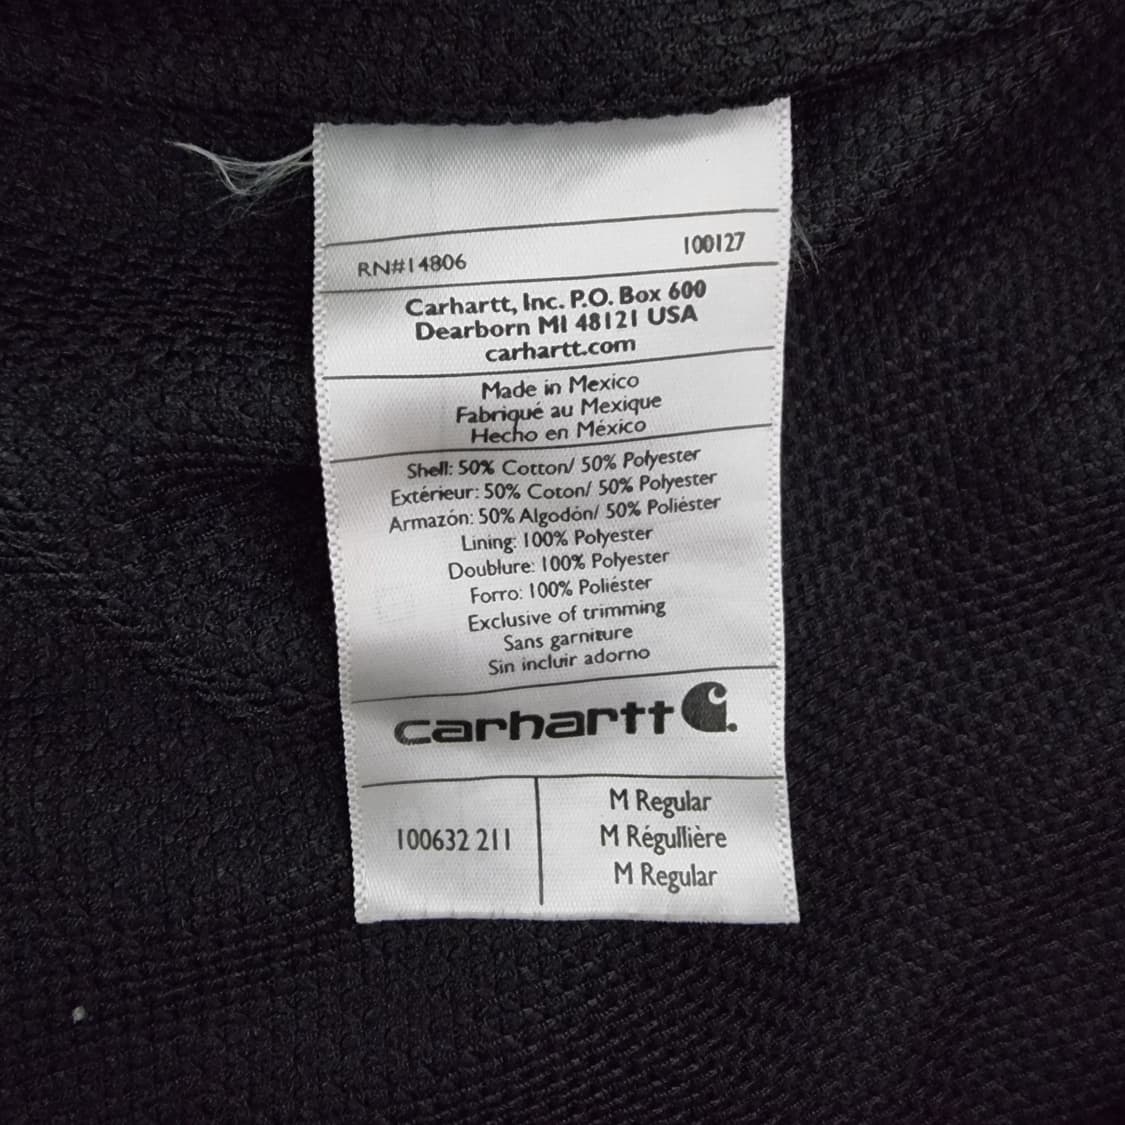 RN#14806 100127
Carhartt, Inc. P.O. Box 600
Dearborn MI 48121 USA
carhartt.com
Made in Mexico
Fabriqué au Mexique
Hecho en México
Shell: 50% Cotton/ 50% Polyester
Extérieur: 50% Coton/ 50% Polyester
Armazón: 50% Algodón/ 50% Poliéster
Lining: 100% Polyester
Doublure: 100% Polyester
Forro: 100% Poliéster
Exclusive of trimming
Sans garniture
Sin incluir adorno
carhartt
100632 211
M Regular
M Régullière
M Regular